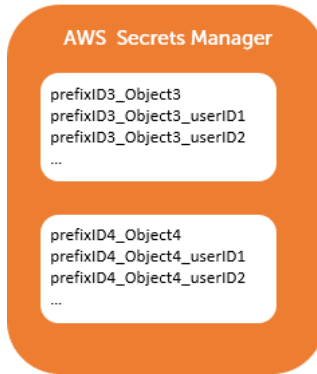 AWS Secrets Manager
prefixID3_Object3
prefixID3_Object3_userID1
prefixID3_Object3_userID2
...
prefixID4_Object4
prefixID4_Object4_userID1
prefixID4_Object4_userID2
...